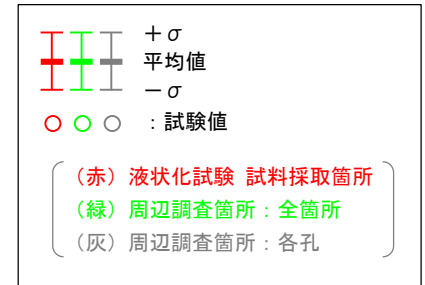 +σ
平均値
-σ
:試験値
(赤)液状化試験 試料採取箇所
(緑)周辺調査箇所:全箇所
(灰)周辺調査箇所:各孔